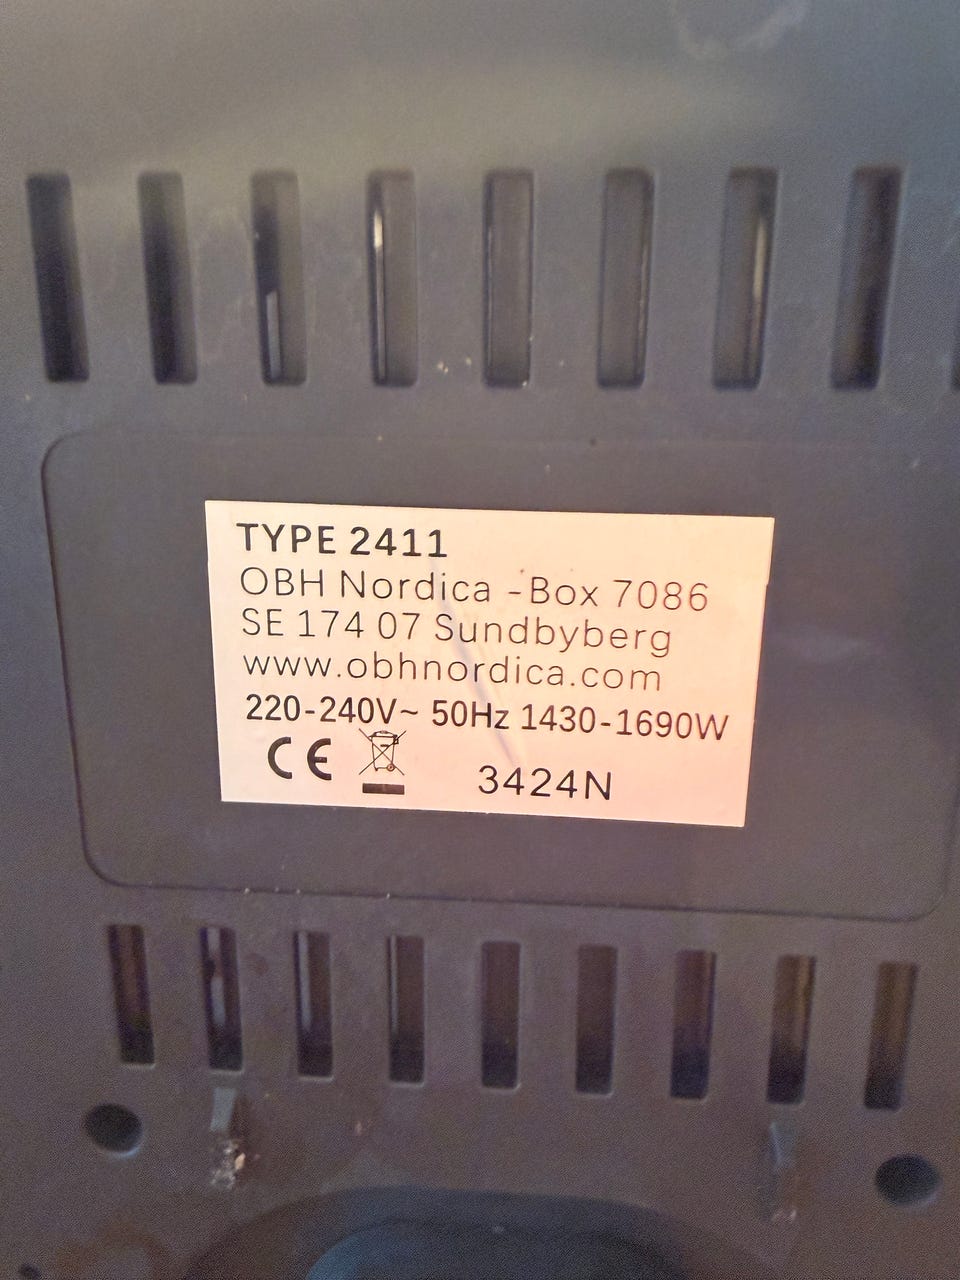 TYPE 2411
OBH Nordica -Box 7086
SE 174 07 Sundbyberg
www.obhnordica.com
220-240V~ 50Hz 1430-1690W
CE 3424N